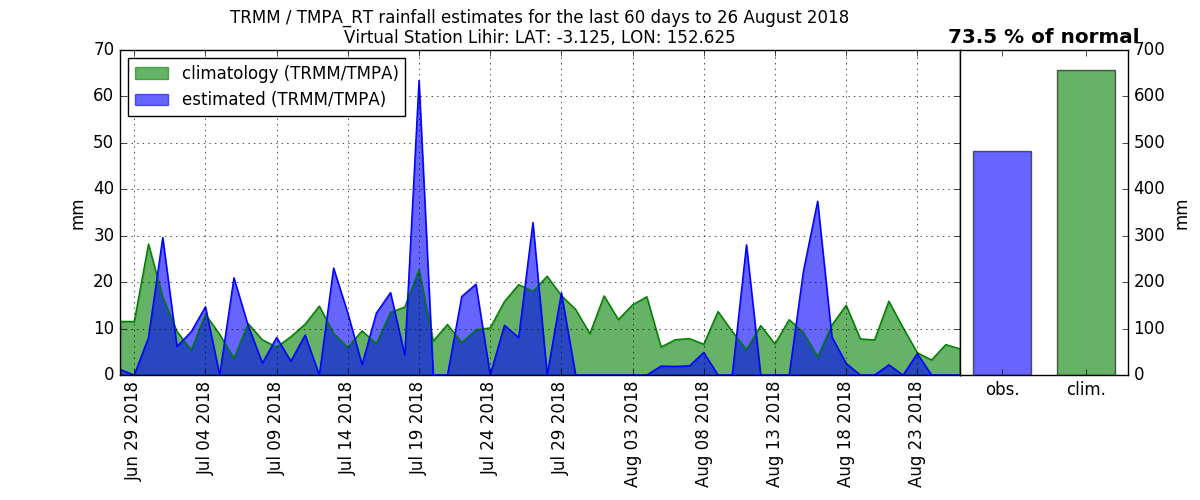 TRMM / TMPA_RT rainfall estimates for the last 60 days to 26 August 2018
Virtual Station Lihir: LAT: -3.125, LON: 152.625
73.5 % of normal
climatology (TRMM/TMPA)
estimated (TRMM/TMPA)
70
60
50
40
30
20
10
0
mm
Jun 29 2018
Jul 04 2018
Jul 09 2018
Jul 14 2018
Jul 19 2018
Jul 24 2018
Jul 29 2018
Aug 03 2018
Aug 08 2018
Aug 13 2018
Aug 18 2018
Aug 23 2018
obs.
clim.
700
600
500
400
300
200
100
0
mm